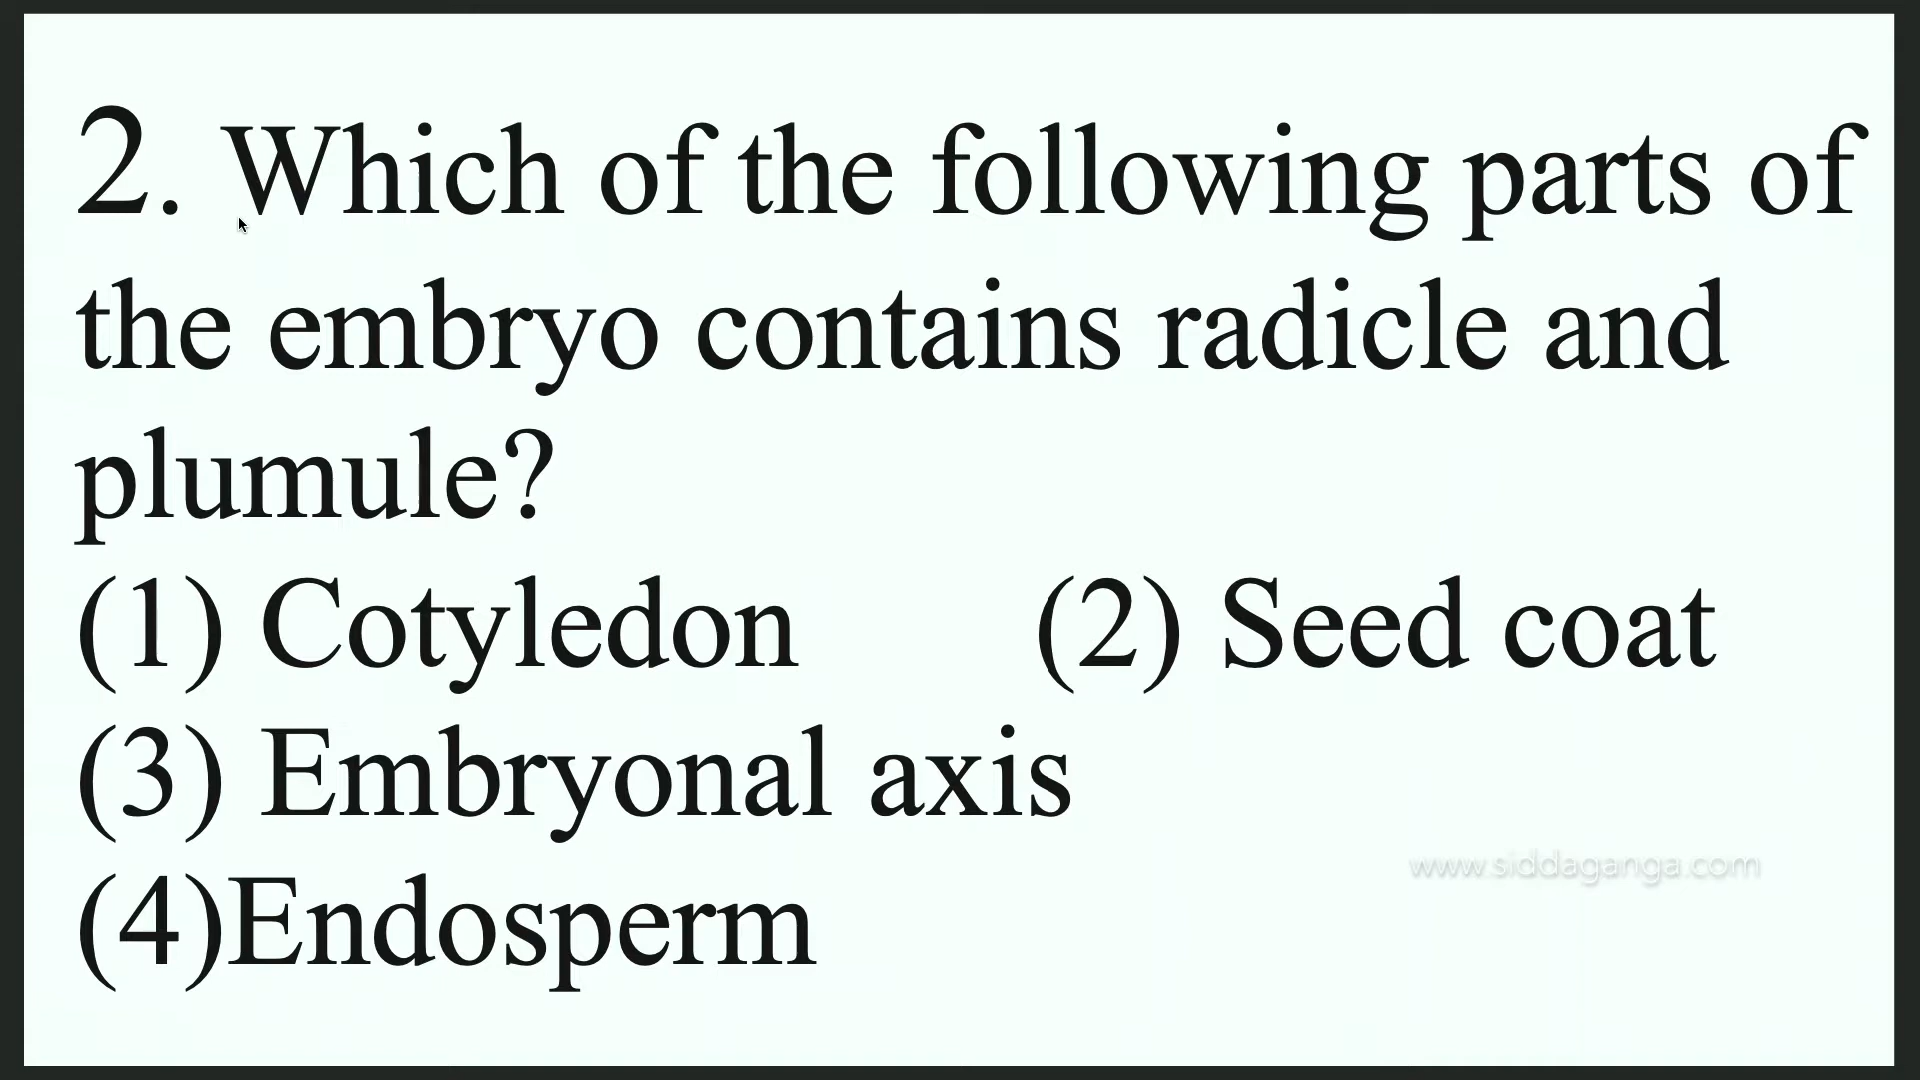 2. Which of the following parts of
the embryo contains radicle and
plumule?
(1) Cotyledon (2) Seed coat
(3) Embryonal axis
www.siddaganga.com
(4)Endosperm